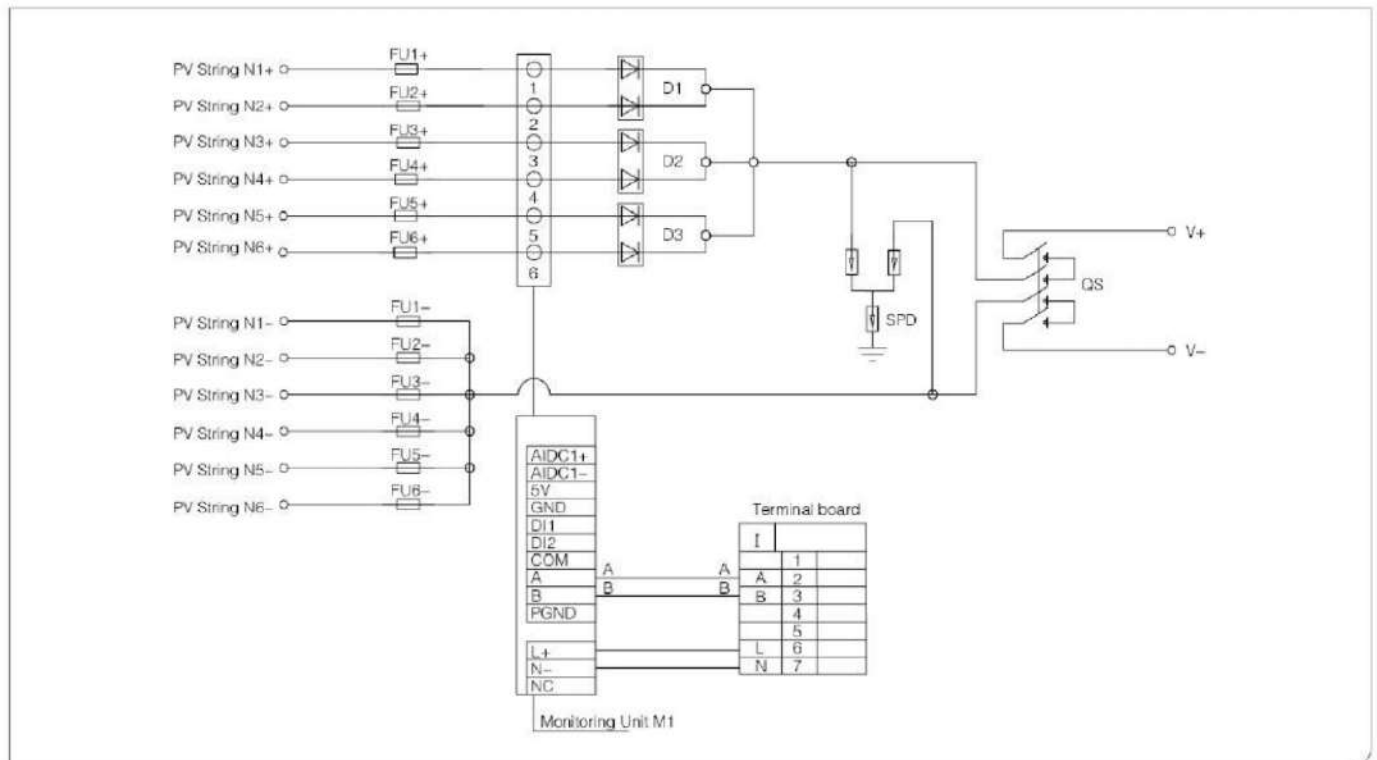 FU1+
PV String N1+
1
D1
FU2+
PV String N2+
2
FU3+
PV String N3+
3
D2
FU4+
PV String N4+
4
FU5+
PV String N5+
5
D3
FU6+
PV String N6+
6
V+
QS
SPD
V-
FU1-
PV String N1-
FU2-
PV String N2-
FU3-
PV String N3-
FU4-
PV String N4-
FU5-
PV String N5-
FU6-
PV String N6-
AIDC1+
AIDC1-
5V
GND
DI1
DI2
COM
A
B
PGND
L+
N-
NC
A A
B B
Terminal board
I
1
A 2
B 3
4
5
L 6
N 7
Monitoring Unit M1